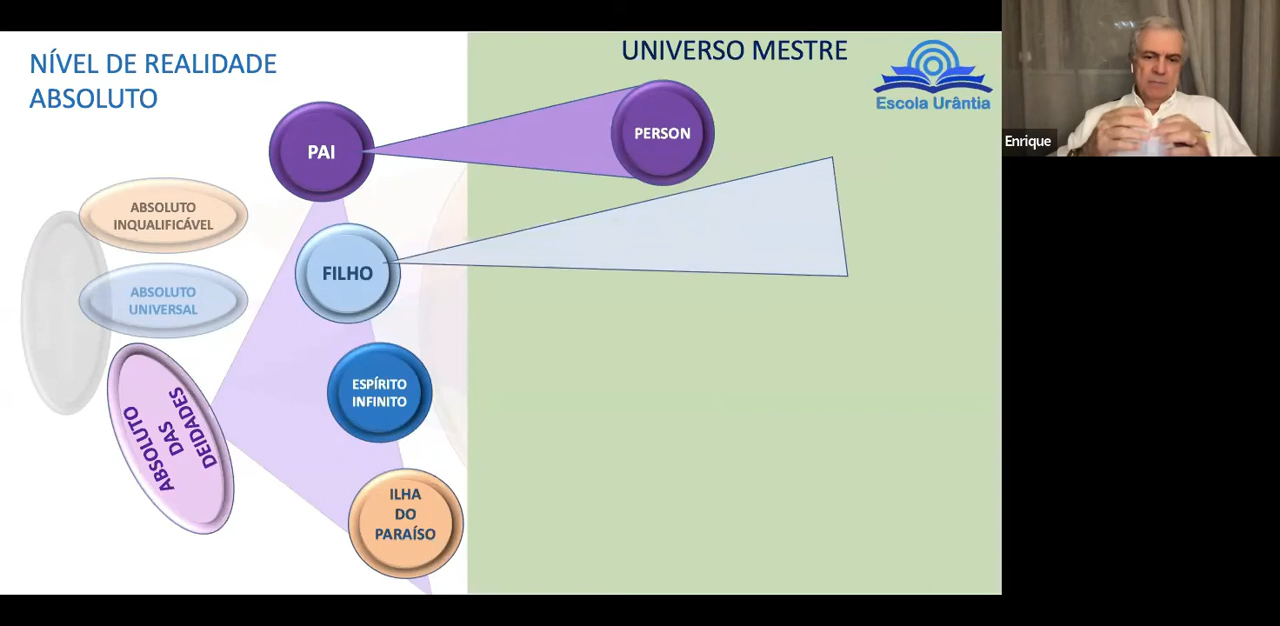 NÍVEL DE REALIDADE
ABSOLUTO
UNIVERSO MESTRE
Escola Urântia
Enrique
PAI
PERSON
ABSOLUTO
INQUALIFICÁVEL
FILHO
ABSOLUTO
UNIVERSAL
ESPÍRITO
INFINITO
ABSOLUTO
DAS
DEIDADES
ILHA
DO
PARAÍSO